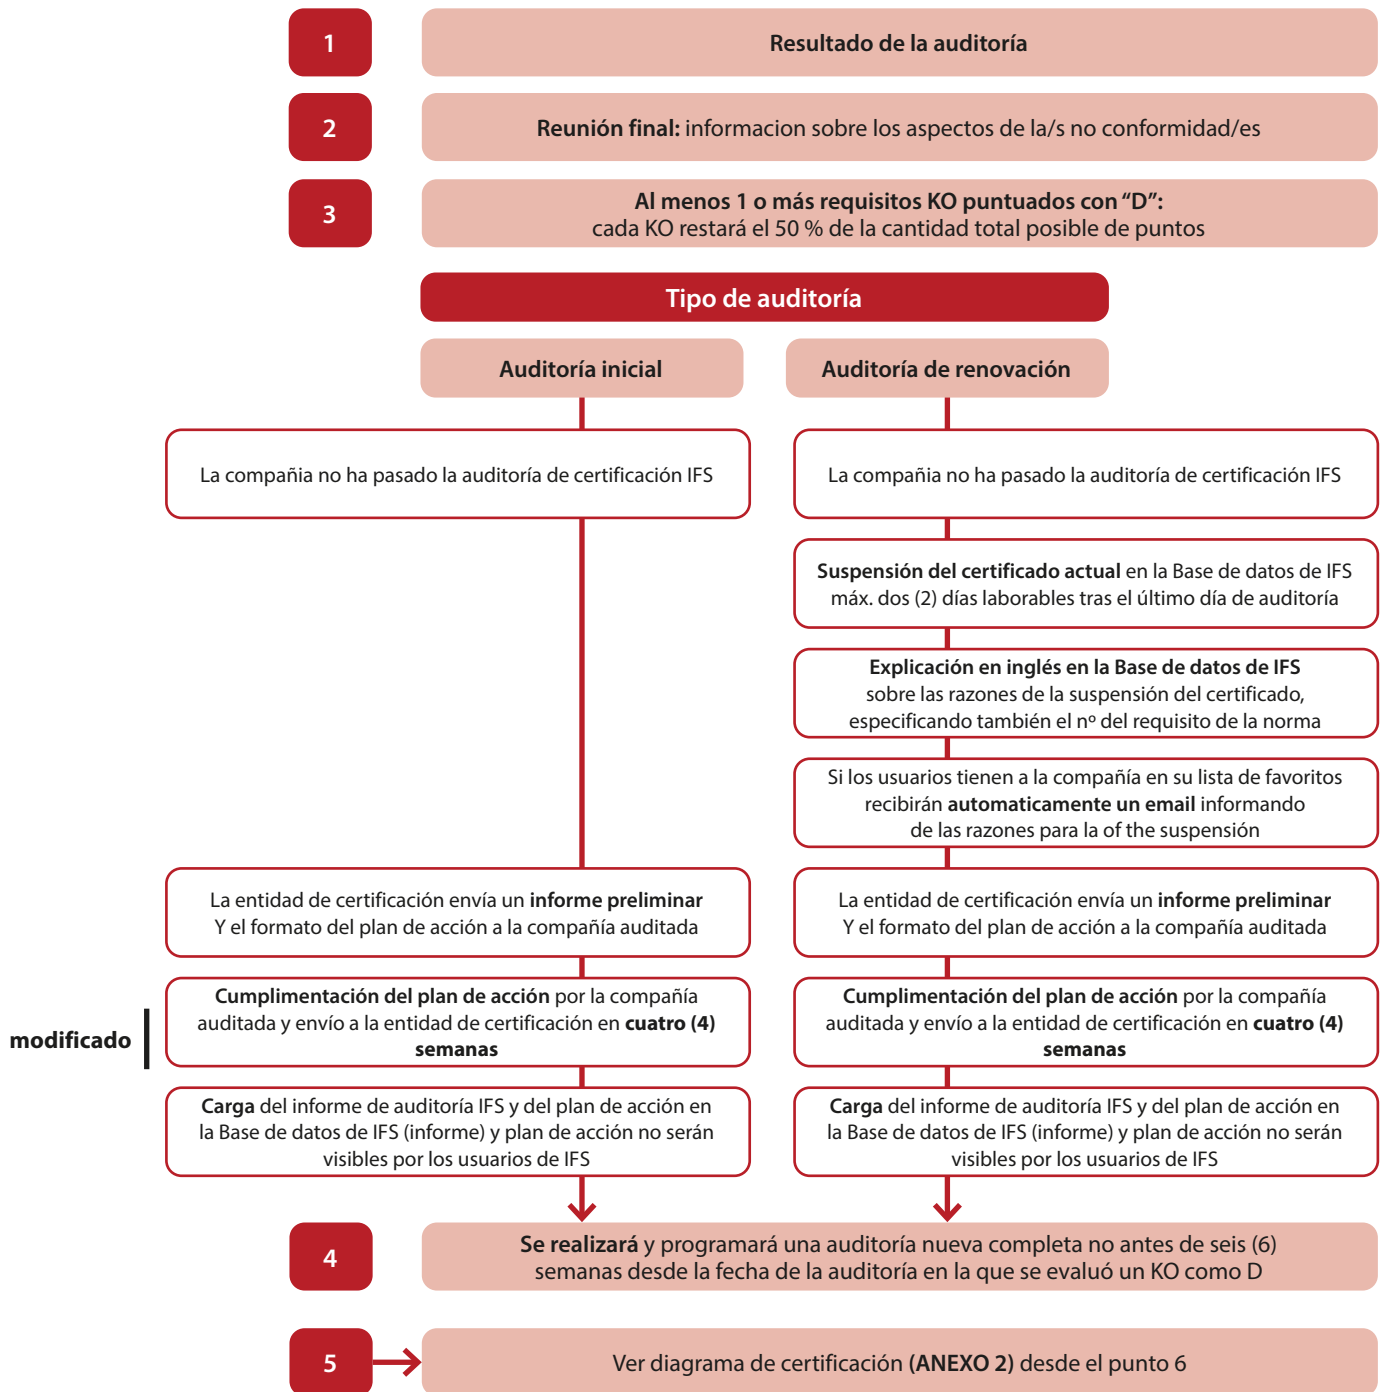 1
Resultado de la auditoría
2
Reunión final: informacion sobre los aspectos de la/s no conformidad/es
3
Al menos 1 o más requisitos KO puntuados con “D”:
cada KO restará el 50 % de la cantidad total posible de puntos
Tipo de auditoría
Auditoría inicial
Auditoría de renovación
La compañia no ha pasado la auditoría de certificación IFS
La compañia no ha pasado la auditoría de certificación IFS
Suspensión del certificado actual en la Base de datos de IFS
máx. dos (2) días laborables tras el último día de auditoría
Explicación en inglés en la Base de datos de IFS
sobre las razones de la suspensión del certificado,
especificando también el nº del requisito de la norma
Si los usuarios tienen a la compañía en su lista de favoritos
recibirán automaticamente un email informando
de las razones para la of the suspensión
La entidad de certificación envía un informe preliminar
Y el formato del plan de acción a la compañía auditada
La entidad de certificación envía un informe preliminar
Y el formato del plan de acción a la compañía auditada
modificado
Cumplimentación del plan de acción por la compañía
auditada y envío a la entidad de certificación en cuatro (4)
semanas
Cumplimentación del plan de acción por la compañía
auditada y envío a la entidad de certificación en cuatro (4)
semanas
Carga del informe de auditoría IFS y del plan de acción en
la Base de datos de IFS (informe) y plan de acción no serán
visibles por los usuarios de IFS
Carga del informe de auditoría IFS y del plan de acción en
la Base de datos de IFS (informe) y plan de acción no serán
visibles por los usuarios de IFS
4
Se realizará y programará una auditoría nueva completa no antes de seis (6)
semanas desde la fecha de la auditoría en la que se evaluó un KO como D
5
Ver diagrama de certificación (ANEXO 2) desde el punto 6